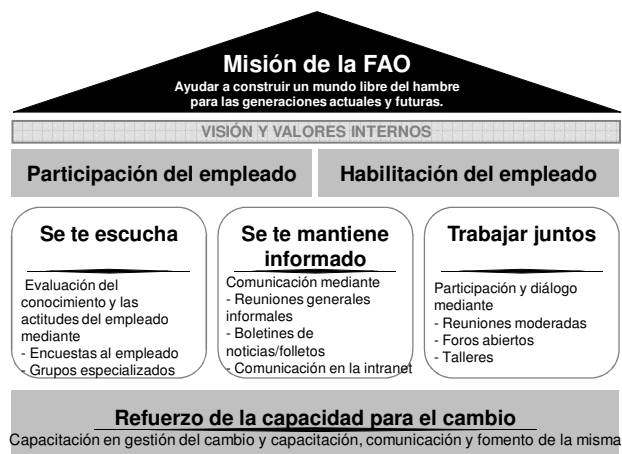 Misión de la FAO
Ayudar a construir un mundo libre del hambre
para las generaciones actuales y futuras.
VISIÓN Y VALORES INTERNOS
Participación del empleado
Habilitación del empleado
Se te escucha
Evaluación del
conocimiento y las
actitudes del empleado
mediante
- Encuestas al empleado
- Grupos especializados
Se te mantiene
informado
Comunicación mediante
- Reuniones generales
informales
- Boletines de
noticias/folletos
- Comunicación en la intranet
Trabajar juntos
Participación y diálogo
mediante
- Reuniones moderadas
- Foros abiertos
- Talleres
Refuerzo de la capacidad para el cambio
Capacitación en gestión del cambio y capacitación, comunicación y fomento de la misma